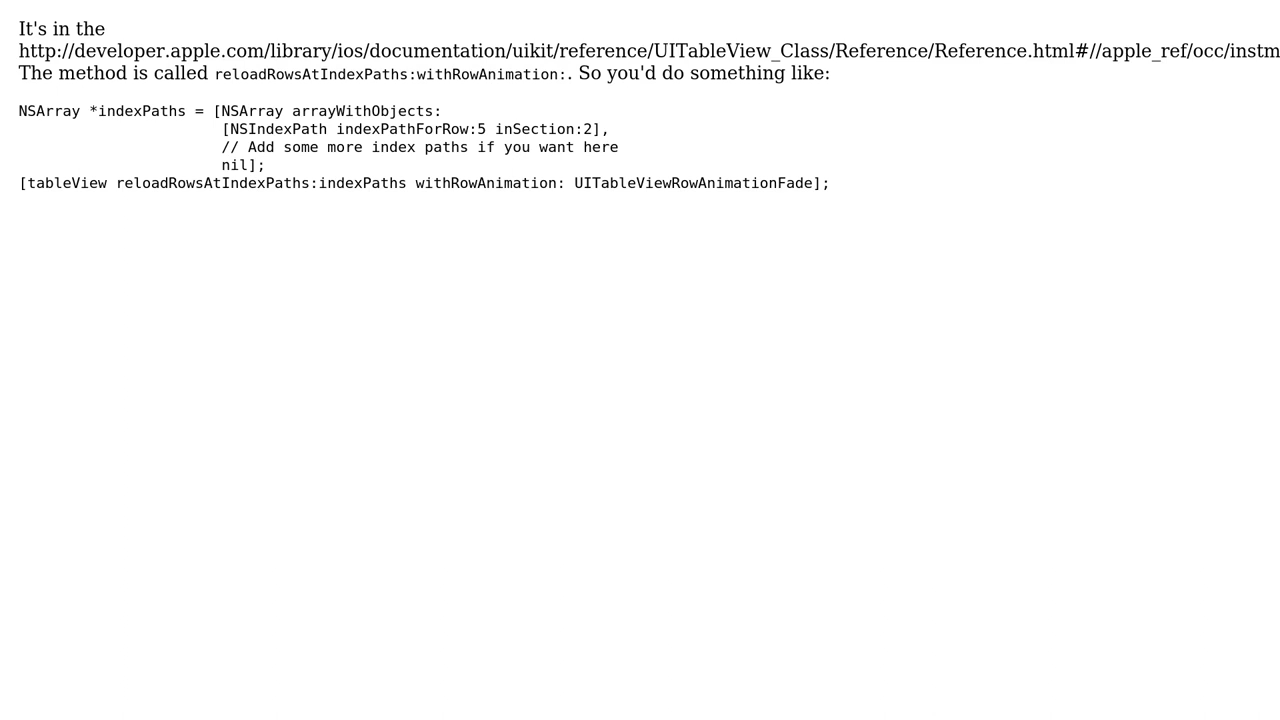 It's in the
http://developer.apple.com/library/ios/documentation/uikit/reference/UITableView_Class/Reference/Reference.html#//apple_ref/occ/instm
The method is called reloadRowsAtIndexPaths:withRowAnimation:. So you'd do something like:
NSArray *indexPaths = [NSArray arrayWithObjects:
[NSIndexPath indexPathForRow:5 inSection:2],
// Add some more index paths if you want here
nil];
[tableView reloadRowsAtIndexPaths:indexPaths withRowAnimation: UITableViewRowAnimationFade];